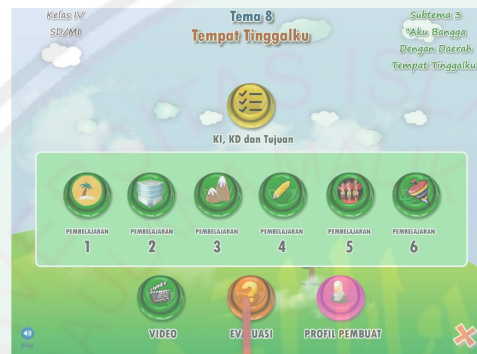 Kelas IV
SD/MI
Tema 8
Tempat Tinggalku
Subtema 3
"Aku Bangga
Dengan Daerah
Tempat Tinggalku
KI, KD dan Tujuan
PEMBELAJARAN
1
PEMBELAJARAN
2
PEMBELAJARAN
3
PEMBELAJARAN
4
PEMBELAJARAN
5
PEMBELAJARAN
6
VIDEO
EVALUASI
PROFIL PEMBUAT
play